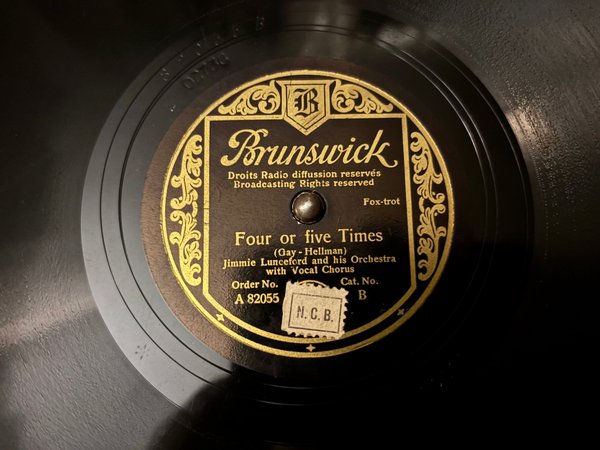 B
Brunswick
Droits Radio diffussion reservés
Broadcasting Rights reserved
Fox-trot
Four or five Times
(Gay - Hellman)
Jimmie Lunceford and his Orchestra
with Vocal Chorus
Order No. Cat. No.
A 82055 B
N.C.B.